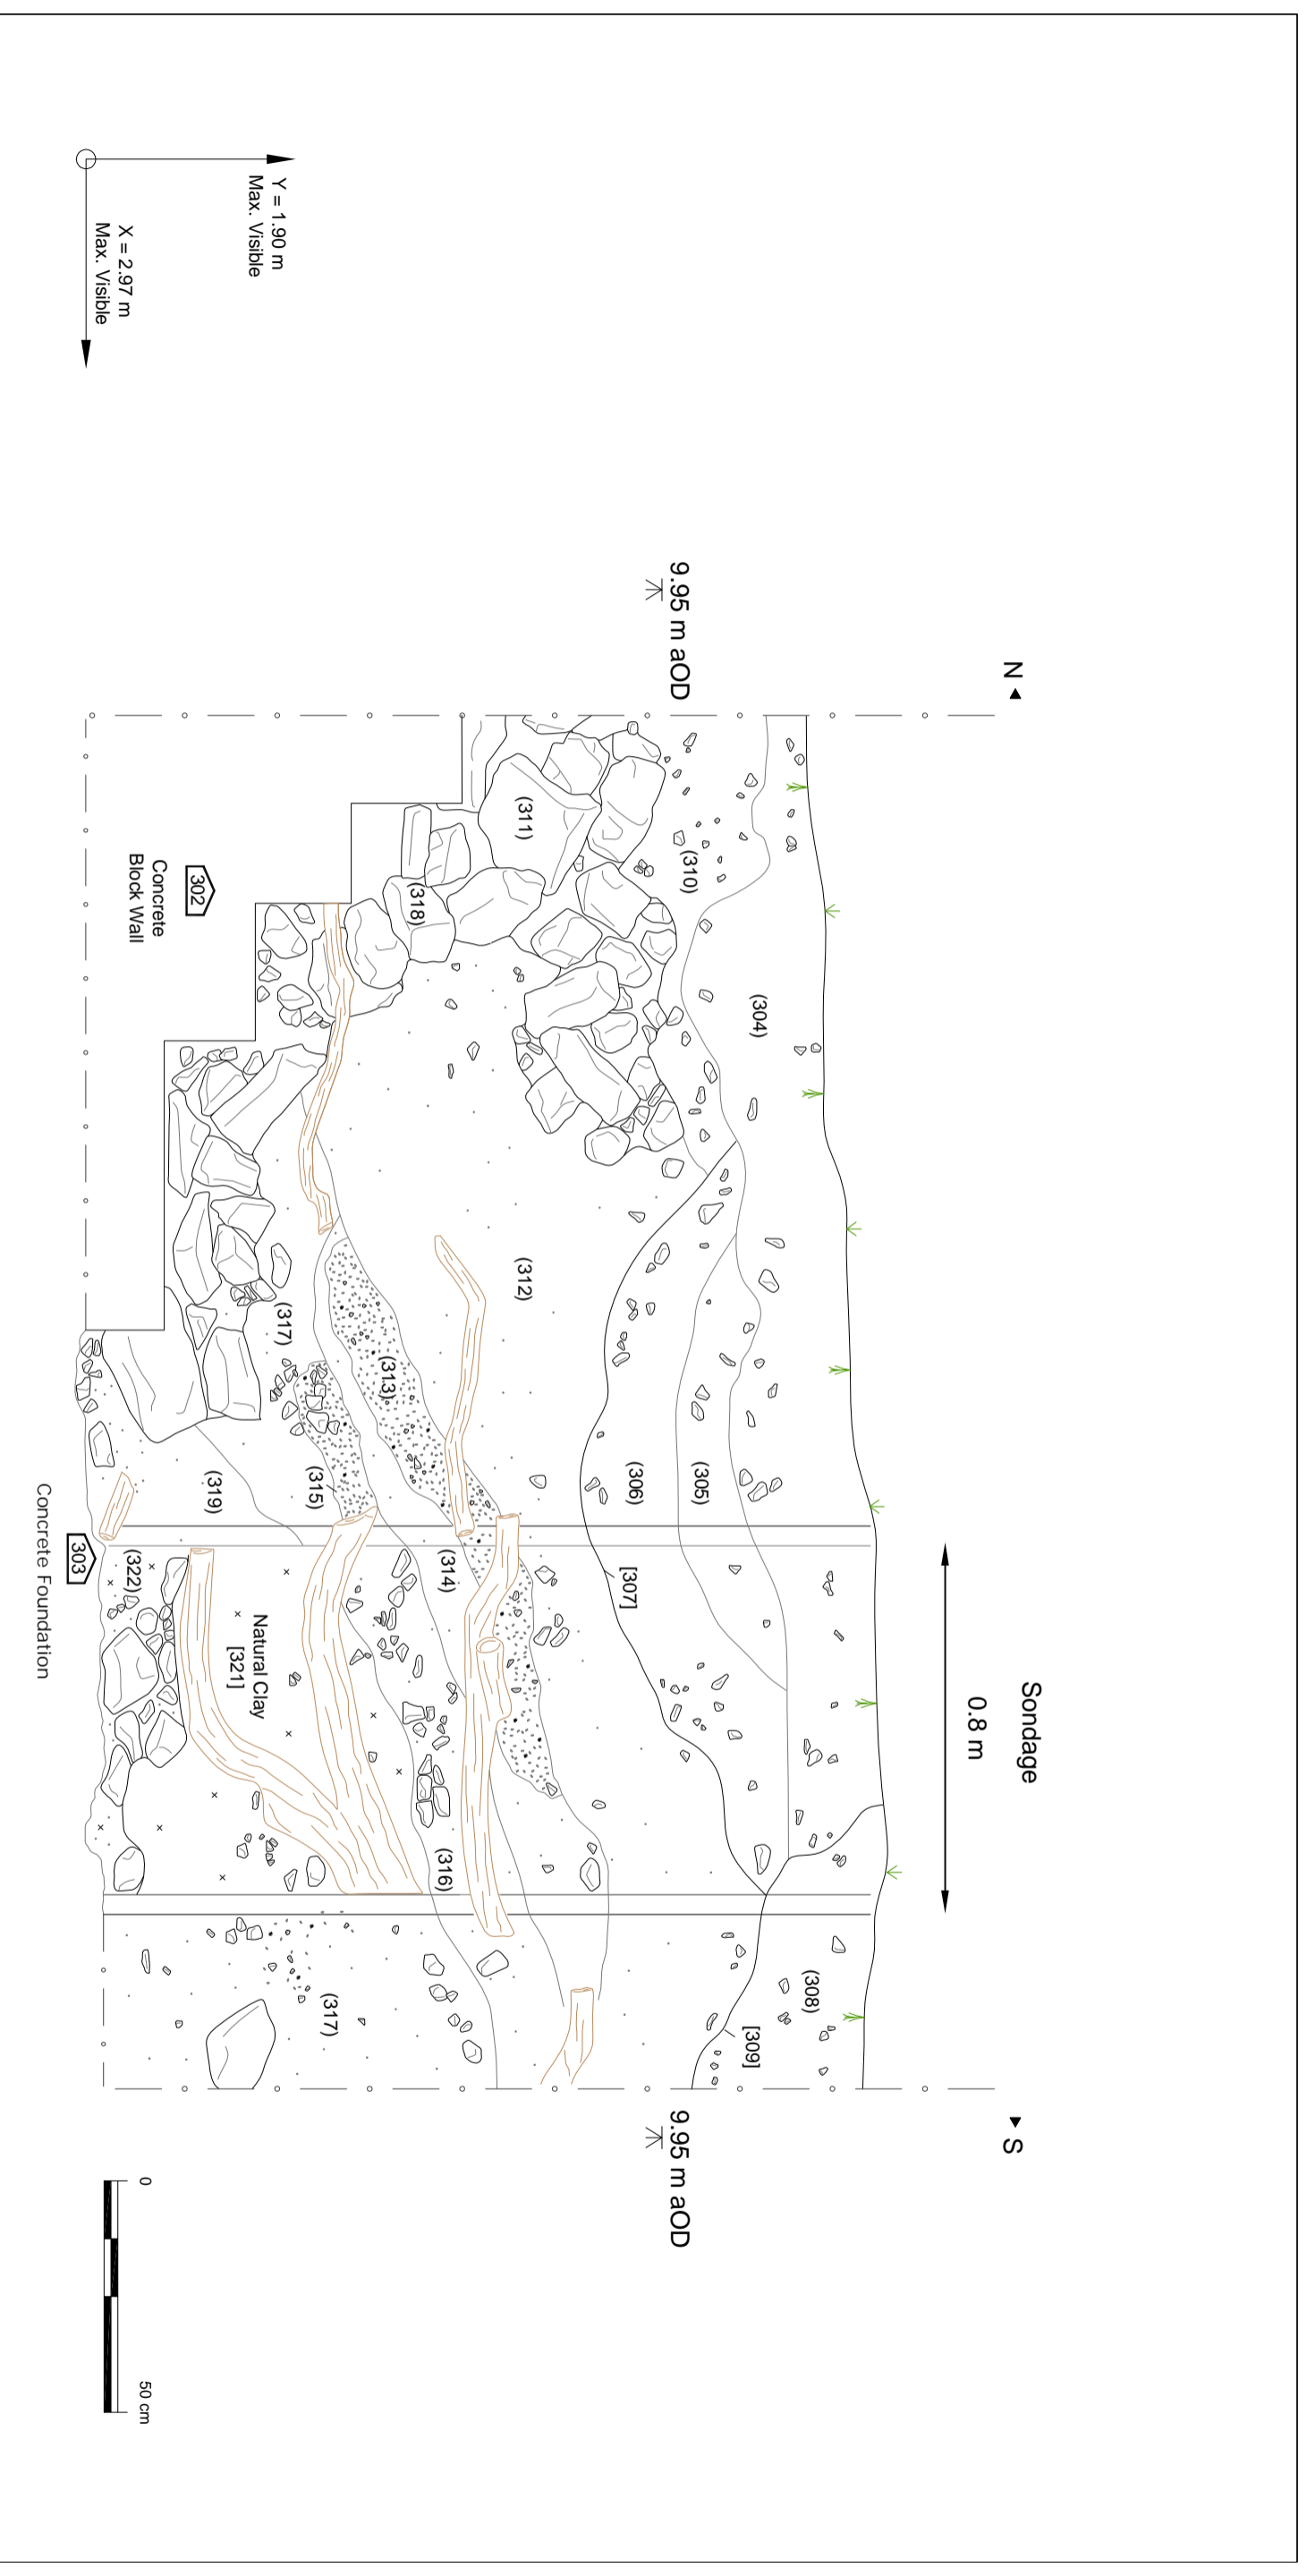 N
S
Sondage
0.8 m
9.95 m aOD
9.95 m aOD
(304)
(308)
[309]
(310)
(305)
(306)
[307]
(311)
(312)
(318)
(313)
(314)
(316)
(315)
(317)
(317)
(319)
Natural Clay
[321]
(322)
302
Concrete
Block Wall
303
Concrete Foundation
Y = 1.90 m
Max. Visible
X = 2.97 m
Max. Visible
0
50 cm